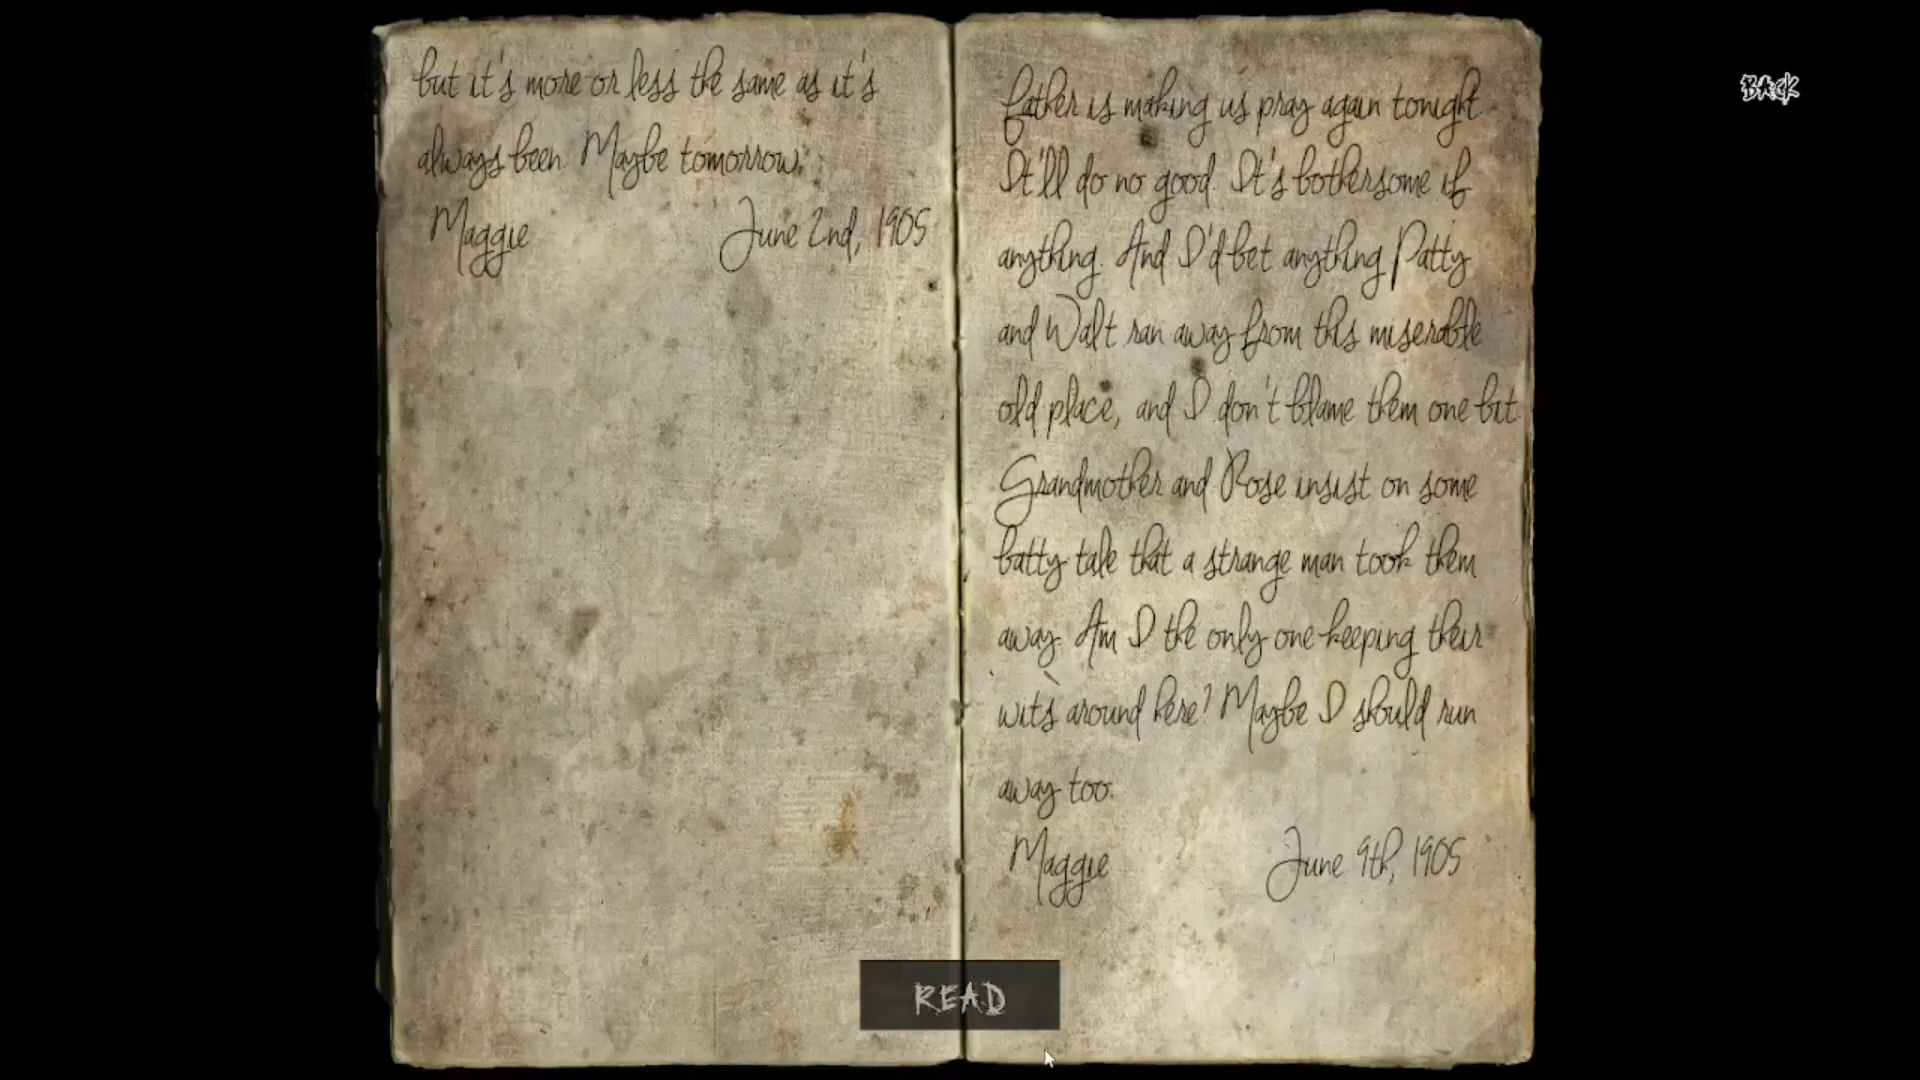 but it's more or less the same as it's
always been. Maybe tomorrow.
Maggie June 2nd, 1905
Father is making us pray again tonight.
It'll do no good. It's bothersome if
anything. And I'd bet anything Patty
and Walt ran away from this miserable
old place, and I don't blame them one bit.
Grandmother and Rose insist on some
batty tale that a strange man took them
away. Am I the only one keeping their
wits around here? Maybe I should run
away too.
Maggie June 9th, 1905
BACK
READ